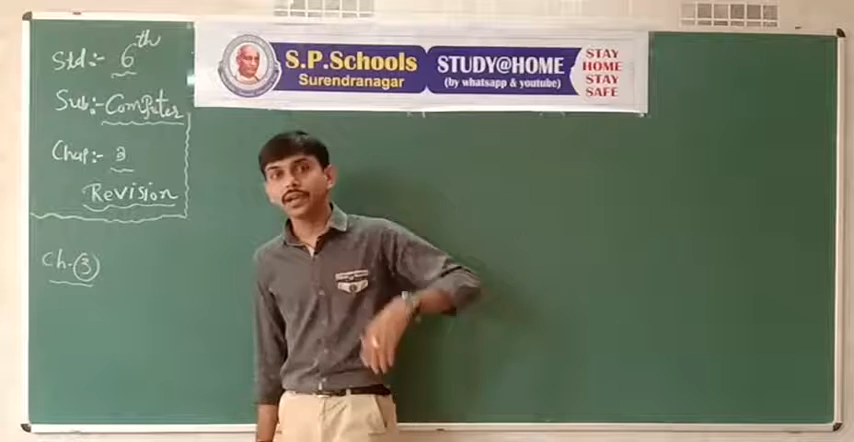 Std:- 6th
Sub:- Computer
Chap:- 3
Revision
Ch-3
S.P.Schools
Surendranagar
STUDY@HOME
(by whatsapp & youtube)
STAY
HOME
STAY
SAFE